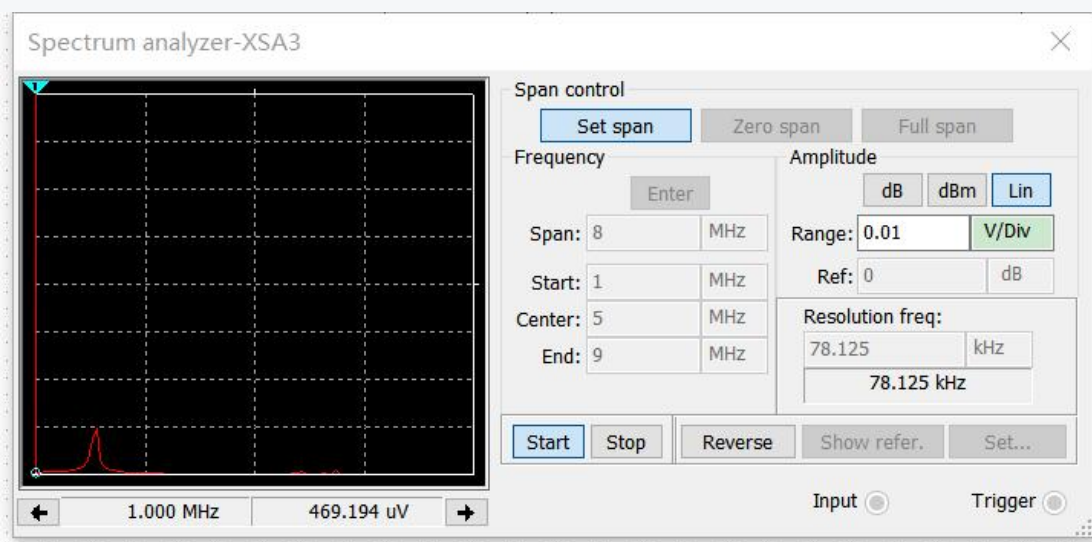 Spectrum analyzer-XSA3
1
Span control
Set span Zero span Full span
Frequency
Enter
Span: 8 MHz
Start: 1 MHz
Center: 5 MHz
End: 9 MHz
Amplitude
dB dBm Lin
Range: 0.01 V/Div
Ref: 0 dB
Resolution freq:
78.125 kHz
78.125 kHz
Start Stop Reverse Show refer. Set...
1.000 MHz 469.194 uV
Input Trigger